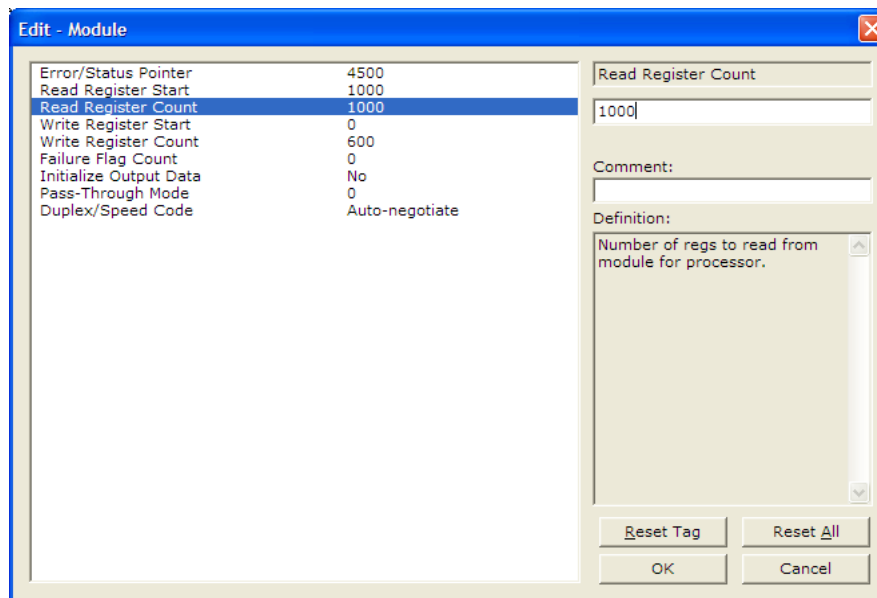 Edit - Module
Error/Status Pointer 4500
Read Register Start 1000
Read Register Count 1000
Write Register Start 0
Write Register Count 600
Failure Flag Count 0
Initialize Output Data No
Pass-Through Mode 0
Duplex/Speed Code Auto-negotiate
Read Register Count
1000
Comment:
Definition:
Number of regs to read from
module for processor.
Reset Tag Reset All
OK Cancel